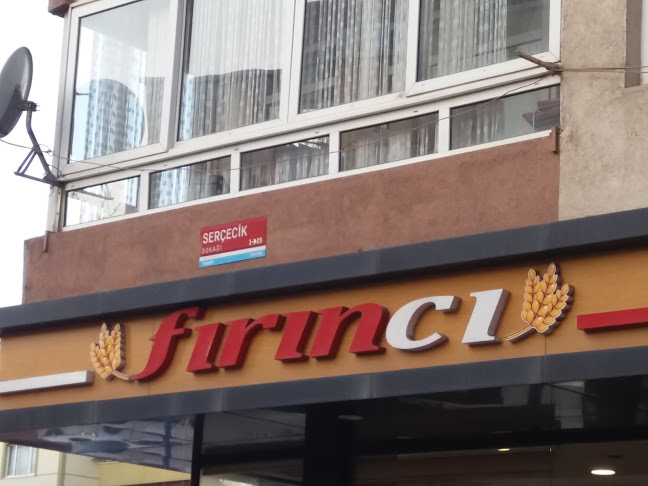 SERÇECİK
SOKAĞI
fırıncı